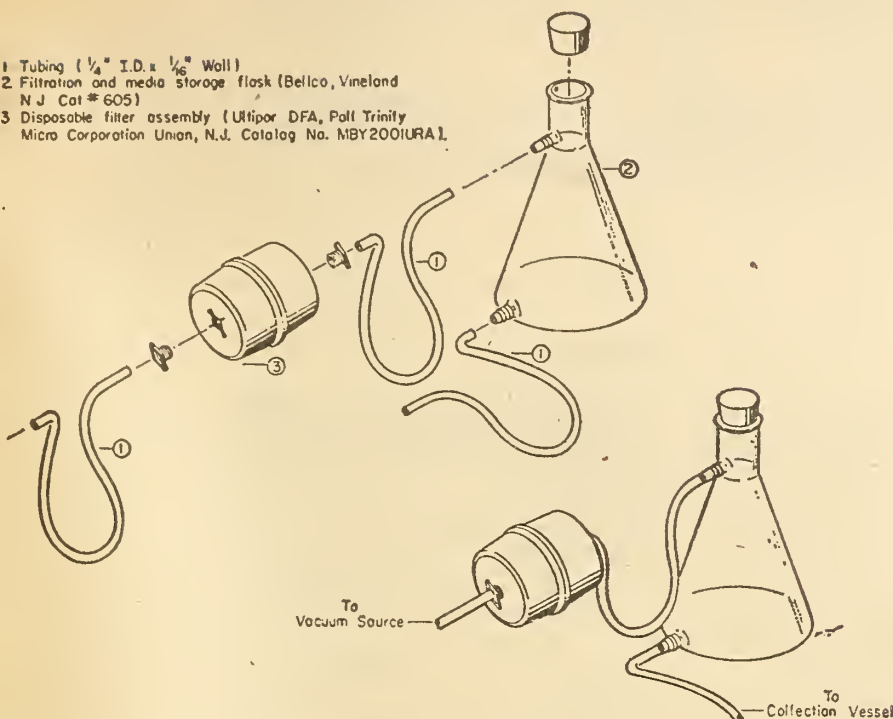 1 Tubing (1/4" I.D. x 1/16" Wall)
2 Filtration and media storage flask (Bellco, Vineland
N J Cat # 605)
3 Disposable filter assembly (Ultipor DFA, Pall Trinity
Micro Corporation Union, N.J. Catalog No. MBY2001URA).
2
1
1
3
1
To
Vacuum Source
To
Collection Vessel